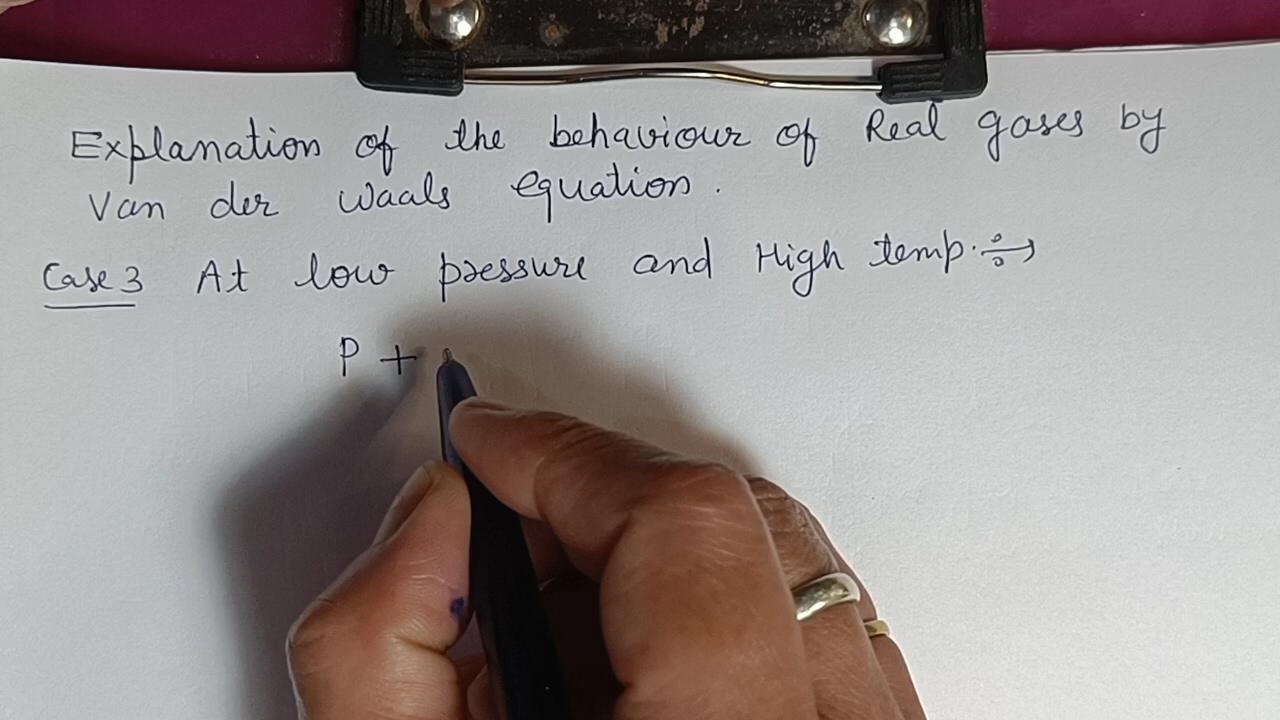 Explanation of the behaviour of Real gases by
Van der Waals equation.
Case 3 At low pressure and High temp. ÷→
P +